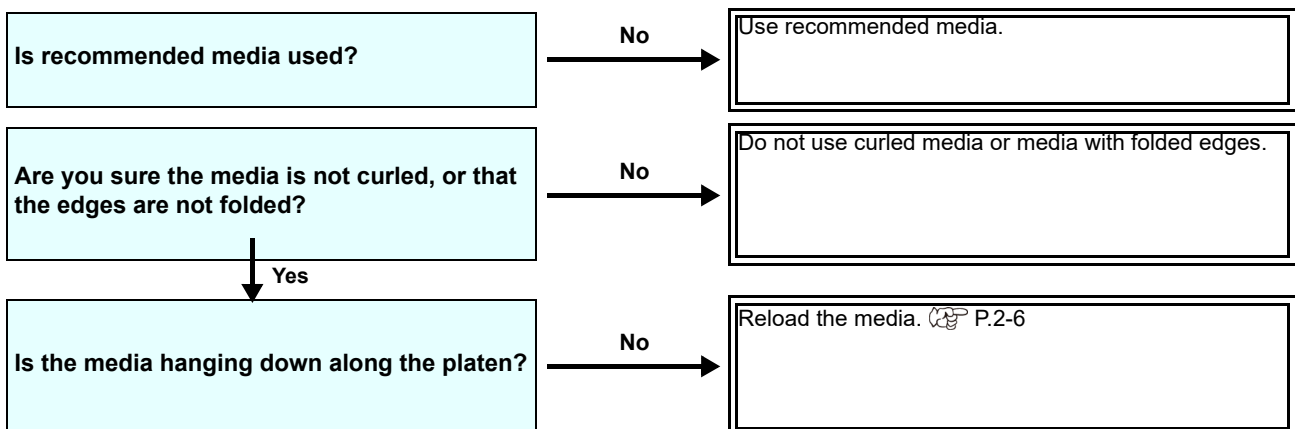 Is recommended media used?
No
Use recommended media.
Are you sure the media is not curled, or that
the edges are not folded?
No
Do not use curled media or media with folded edges.
Yes
Is the media hanging down along the platen?
No
Reload the media. P.2-6